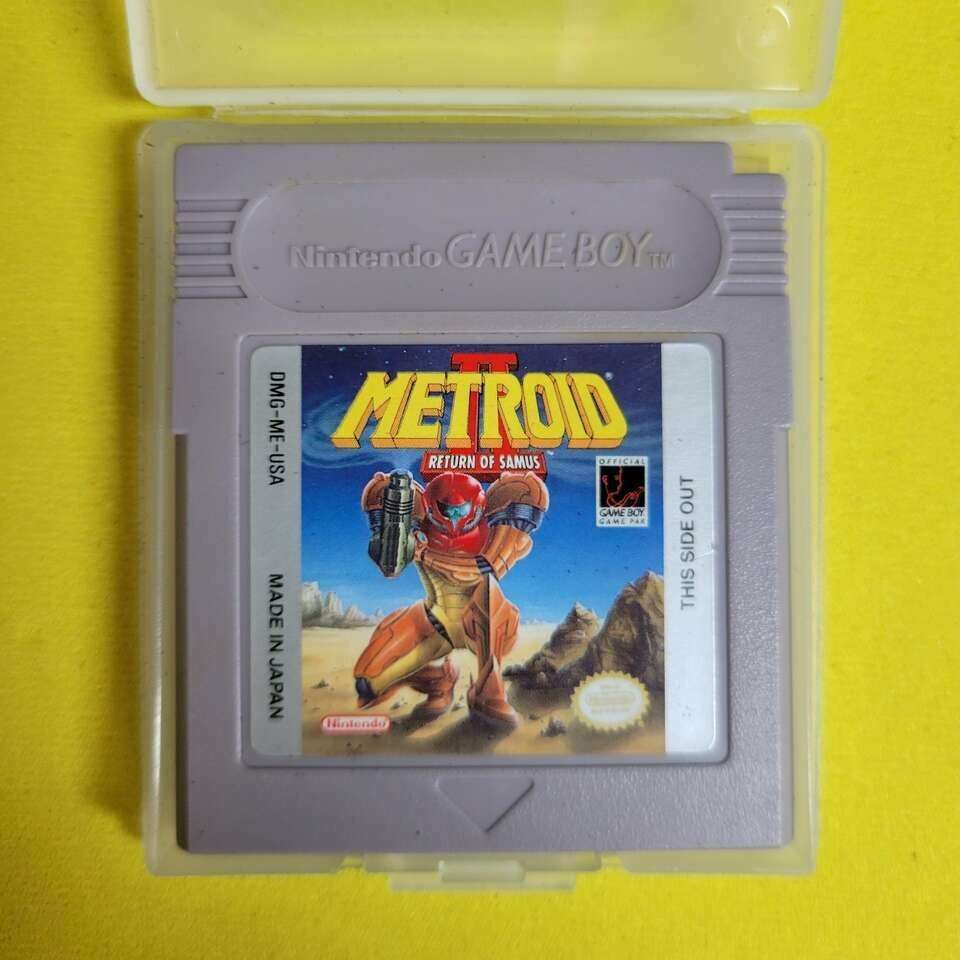 Nintendo GAME BOY TM
DMG-ME-USA
MADE IN JAPAN
METROID®
II
RETURN OF SAMUS™
OFFICIAL
GAME BOY
GAME PAK
THIS SIDE OUT
Nintendo®